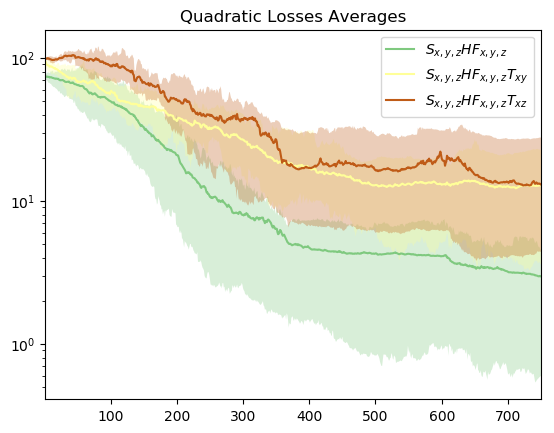 Quadratic Losses Averages
S_{x,y,z}HF_{x,y,z}
S_{x,y,z}HF_{x,y,z}T_{xy}
S_{x,y,z}HF_{x,y,z}T_{xz}
10^2
10^1
10^0
100 200 300 400 500 600 700